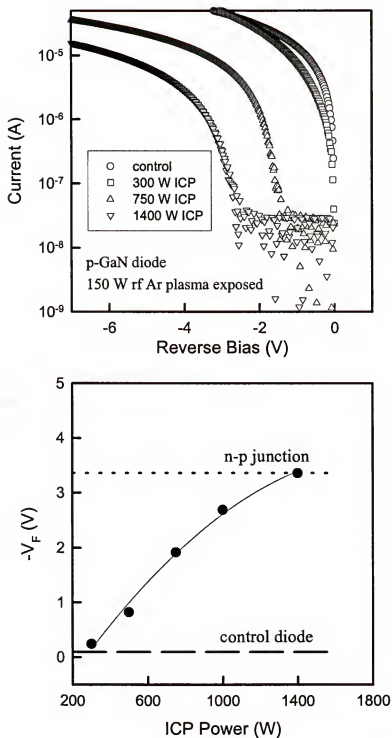 10⁻⁵
10⁻⁶
10⁻⁷
10⁻⁸
10⁻⁹
Current (A)
control
300 W ICP
750 W ICP
1400 W ICP
p-GaN diode
150 W rf Ar plasma exposed
-6 -4 -2 0
Reverse Bias (V)
5
4
3
2
1
0
-V_F (V)
n-p junction
control diode
200 600 1000 1400 1800
ICP Power (W)